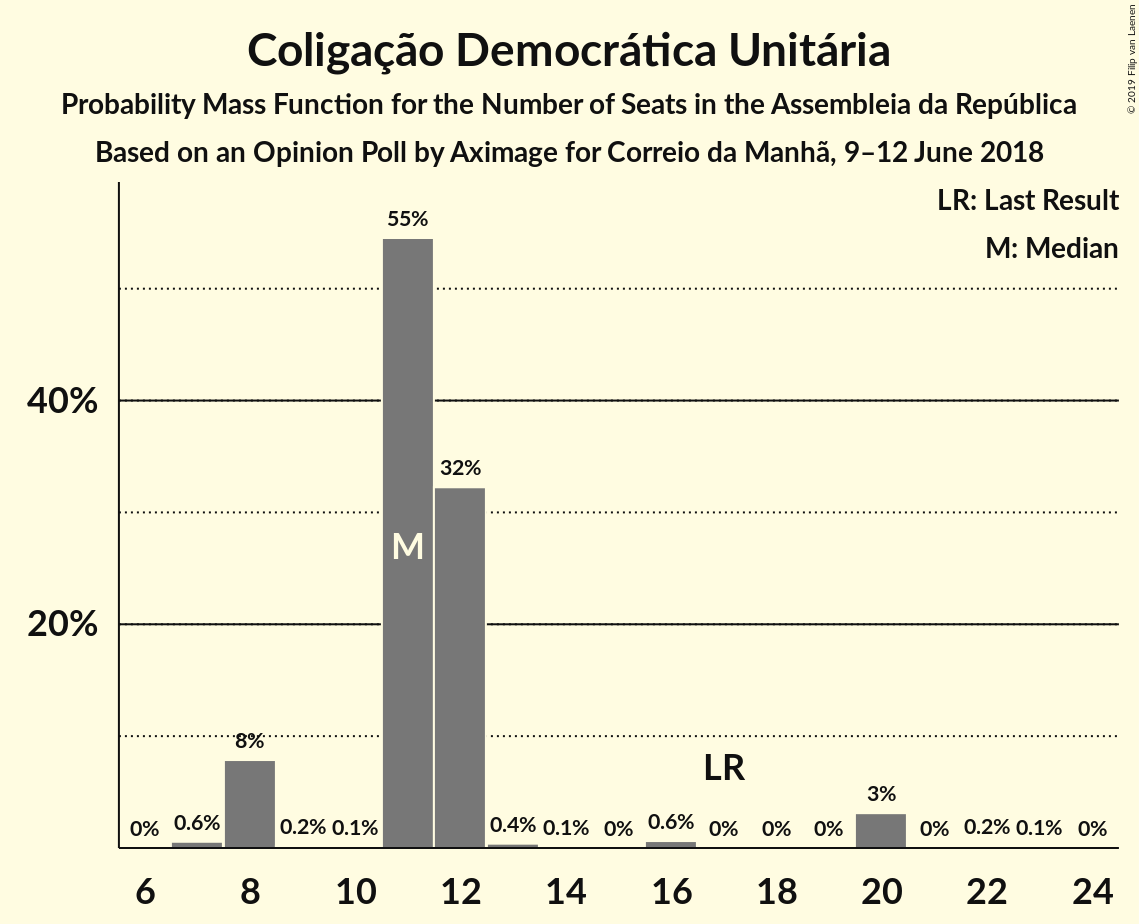 Coligação Democrática Unitária
Probability Mass Function for the Number of Seats in the Assembleia da República
Based on an Opinion Poll by Aximage for Correio da Manhã, 9–12 June 2018
© 2019 Filip van Laenen
LR: Last Result
M: Median
55%
40%
32%
M
20%
8%
LR
3%
0% 0.6% 0.2% 0.1% 0.4% 0.1% 0% 0.6% 0% 0% 0% 0% 0.2% 0.1% 0%
6 8 10 12 14 16 18 20 22 24